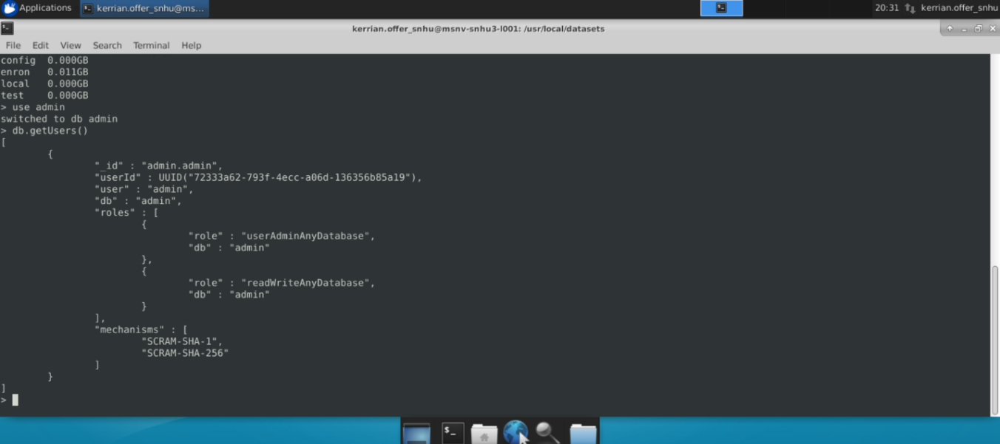 Applications
kerrian.offer_snhu@ms...
20:31
kerrian.offer_snhu
kerrian.offer_snhu@msnv-snhu3-l001: /usr/local/datasets
File Edit View Search Terminal Help
config  0.000GB
enron   0.011GB
local   0.000GB
test    0.000GB
> use admin
switched to db admin
> db.getUsers()
[
        {
                "_id" : "admin.admin",
                "userId" : UUID("72333a62-793f-4ecc-a06d-136356b85a19"),
                "user" : "admin",
                "db" : "admin",
                "roles" : [
                        {
                                "role" : "userAdminAnyDatabase",
                                "db" : "admin"
                        },
                        {
                                "role" : "readWriteAnyDatabase",
                                "db" : "admin"
                        }
                ],
                "mechanisms" : [
                        "SCRAM-SHA-1",
                        "SCRAM-SHA-256"
                ]
        }
]
>